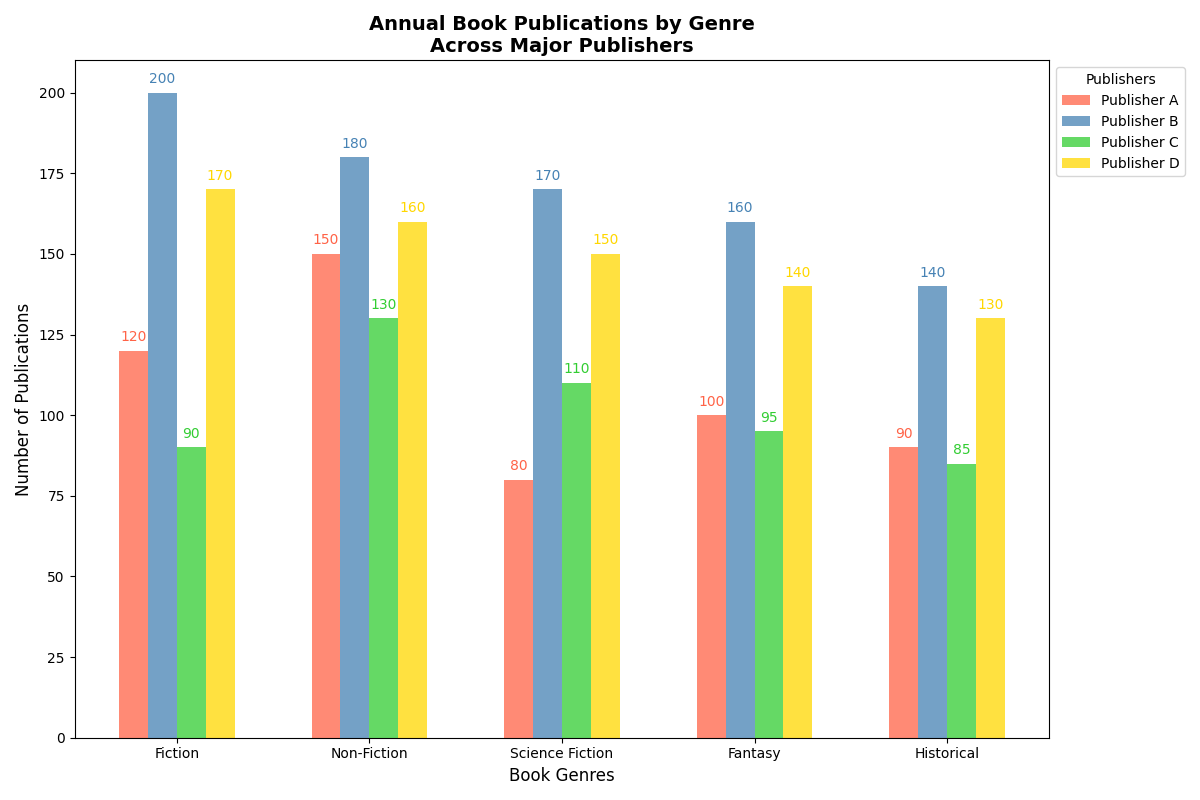 Annual Book Publications by Genre
Across Major Publishers
Number of Publications
200
175
150
125
100
75
50
25
0
120
200
90
170
150
180
130
160
80
170
110
150
100
160
95
140
90
140
85
130
Fiction
Non-Fiction
Science Fiction
Fantasy
Historical
Book Genres
Publishers
Publisher A
Publisher B
Publisher C
Publisher D